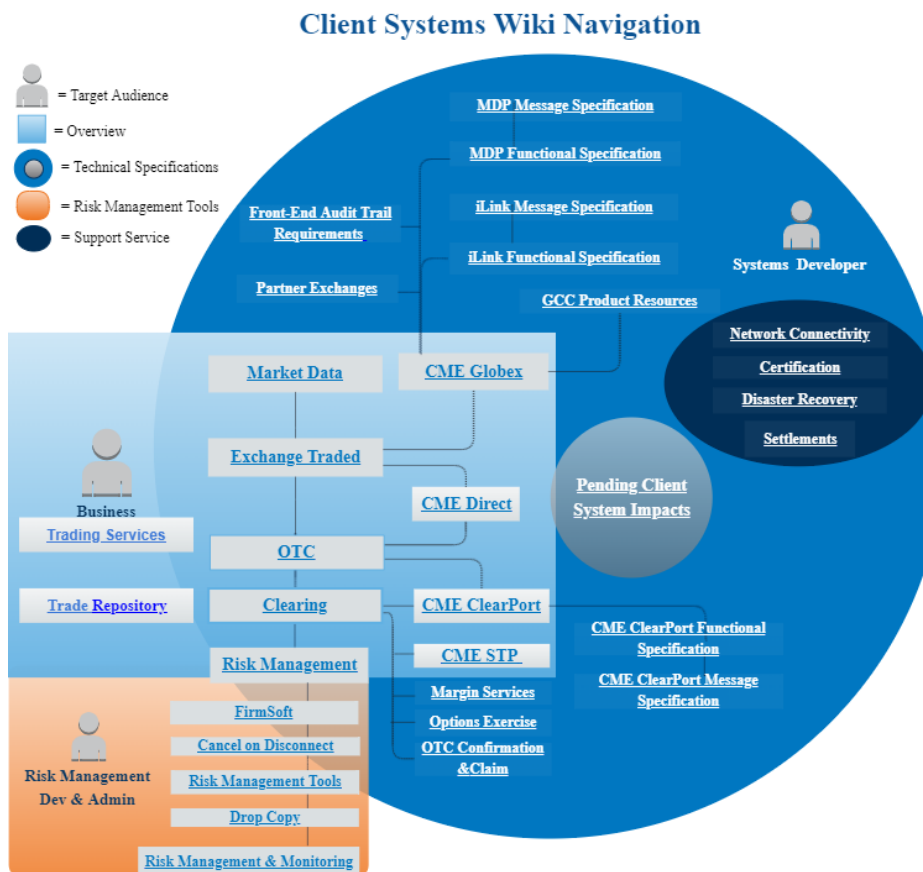 Client Systems Wiki Navigation
= Target Audience
= Overview
= Technical Specifications
= Risk Management Tools
= Support Service
MDP Message Specification
MDP Functional Specification
iLink Message Specification
Front-End Audit Trail
Requirements
iLink Functional Specification
Partner Exchanges
GCC Product Resources
Systems Developer
Network Connectivity
Certification
Disaster Recovery
Settlements
Market Data
CME Globex
Exchange Traded
CME Direct
Pending Client
System Impacts
Business
Trading Services
OTC
Trade Repository
Clearing
CME ClearPort
CME ClearPort Functional
Specification
CME STP
Risk Management
CME ClearPort Message
Specification
Margin Services
Options Exercise
OTC Confirmation
&Claim
FirmSoft
Cancel on Disconnect
Risk Management
Dev & Admin
Risk Management Tools
Drop Copy
Risk Management & Monitoring